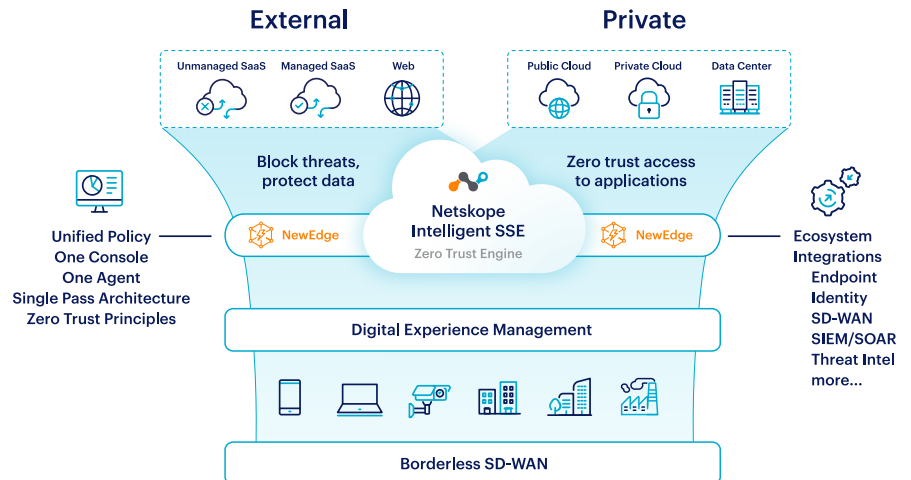 External
Private
Unmanaged SaaS
Managed SaaS
Web
Public Cloud
Private Cloud
Data Center
Block threats,
protect data
Zero trust access
to applications
Netskope
Intelligent SSE
Zero Trust Engine
NewEdge
NewEdge
Unified Policy
One Console
One Agent
Single Pass Architecture
Zero Trust Principles
Ecosystem
Integrations
Endpoint
Identity
SD-WAN
SIEM/SOAR
Threat Intel
more...
Digital Experience Management
Borderless SD-WAN